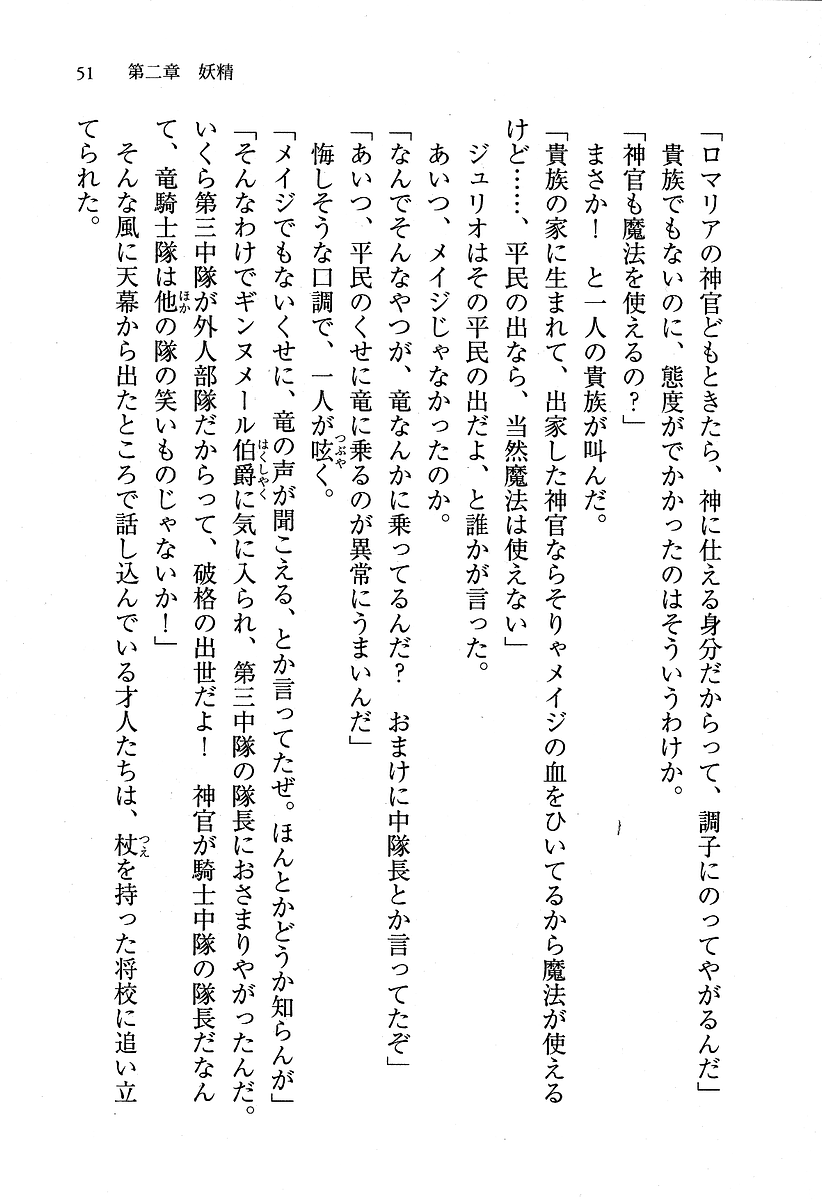 51　第二章　妖精
「ロマリアの神官どもときたら、神に仕える身分だからって、調子にのってやがるんだ」
貴族でもないのに、態度がでかかったのはそういうわけか。
「神官も魔法を使えるの？」
まさか！　と一人の貴族が叫んだ。
「貴族の家に生まれて、出家した神官ならそりゃメイジの血をひいてるから魔法が使える
けど……、平民の出なら、当然魔法は使えない」
ジュリオはその平民の出だよ、と誰かが言った。
あいつ、メイジじゃなかったのか。
「なんでそんなやつが、竜なんかに乗ってるんだ？　おまけに中隊長とか言ってたぞ」
「あいつ、平民のくせに竜に乗るのが異常にうまいんだ」
悔しそうな口調で、一人が呟つぶやく。
「メイジでもないくせに、竜の声が聞こえる、とか言ってたぜ。ほんとかどうか知らんが」
「そんなわけでギンヌメール伯爵はくしゃくに気に入られ、第三中隊の隊長におさまりやがったんだ。
いくら第三中隊が外人部隊だからって、破格の出世だよ！　神官が騎士中隊の隊長だなん
て、竜騎士隊は他ほかの隊の笑いものじゃないか！」
そんな風に天幕から出たところで話し込んでいる才人たちは、杖つえを持った将校に追い立
てられた。